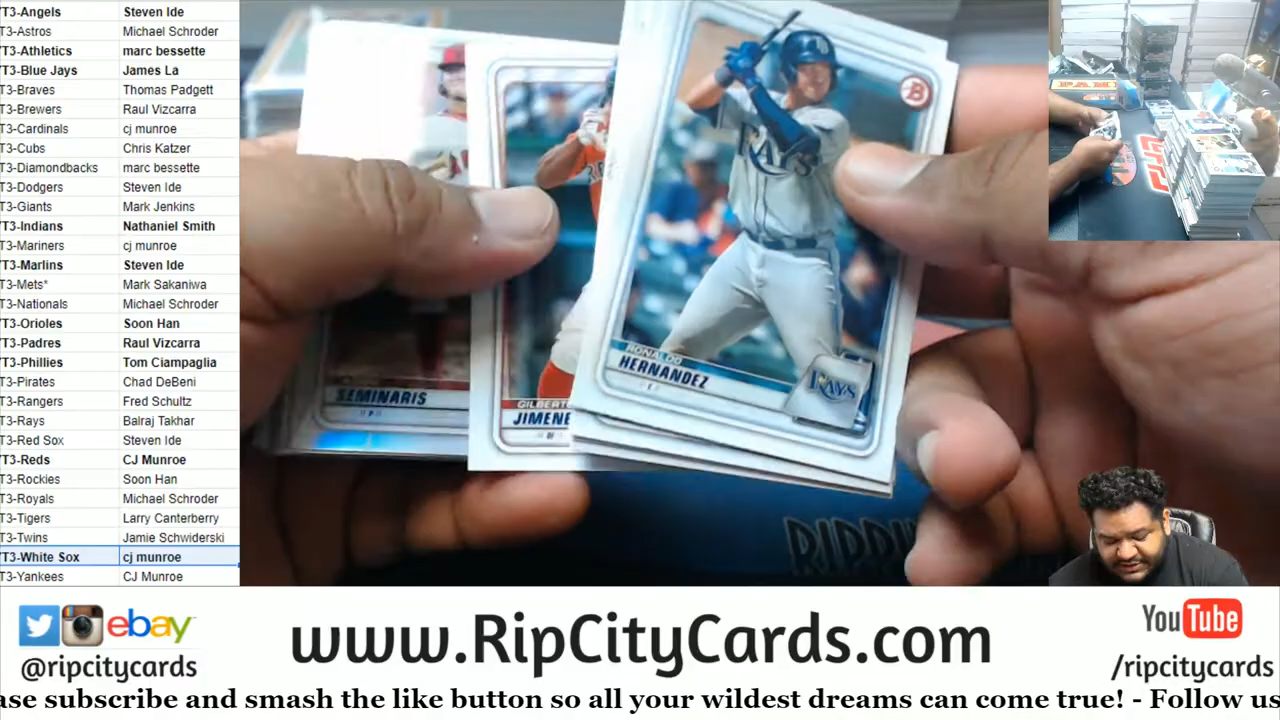 T3-Angels Steven Ide
T3-Astros Michael Schroder
T3-Athletics marc bessette
T3-Blue Jays James La
T3-Braves Thomas Padgett
T3-Brewers Raul Vizcarra
T3-Cardinals cj munroe
T3-Cubs Chris Katzer
T3-Diamondbacks marc bessette
T3-Dodgers Steven Ide
T3-Giants Mark Jenkins
T3-Indians Nathaniel Smith
T3-Mariners cj munroe
T3-Marlins Steven Ide
T3-Mets* Mark Sakaniwa
T3-Nationals Michael Schroder
T3-Orioles Soon Han
T3-Padres Raul Vizcarra
T3-Phillies Tom Ciampaglia
T3-Pirates Chad DeBeni
T3-Rangers Fred Schultz
T3-Rays Balraj Takhar
T3-Red Sox Steven Ide
T3-Reds CJ Munroe
T3-Rockies Soon Han
T3-Royals Michael Schroder
T3-Tigers Larry Canterberry
T3-Twins Jamie Schwiderski
T3-White Sox cj munroe
T3-Yankees CJ Munroe
B
RAYS
RONALDO
HERNANDEZ
RAYS
GILBERT
JIMENE
SEMINARIS
RIPPI
ebay
@ripcitycards
www.RipCityCards.com
YouTube
/ripcitycards
ase subscribe and smash the like button so all your wildest dreams can come true! - Follow us